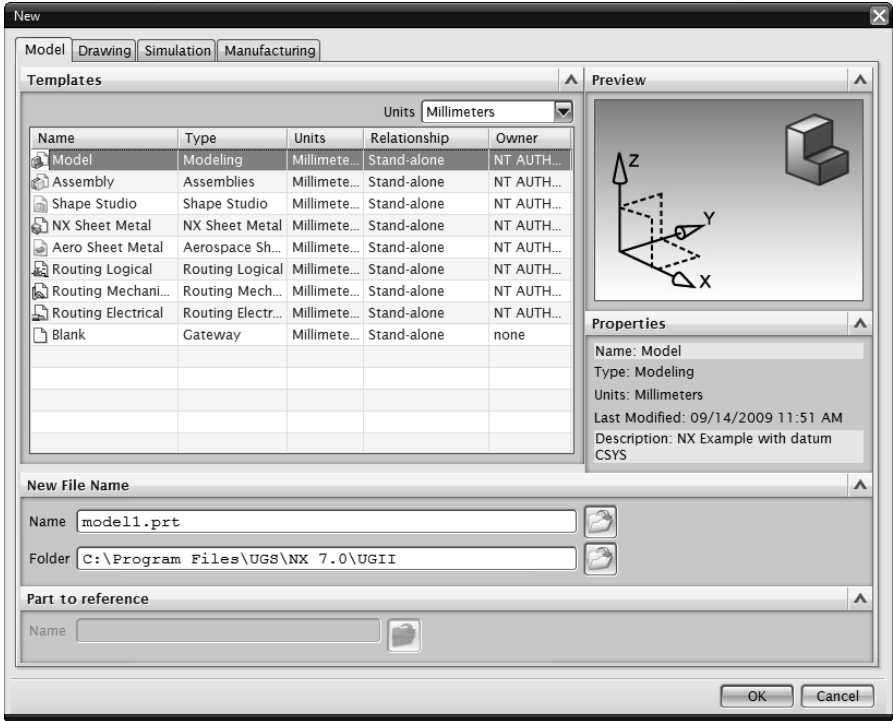 New
Model Drawing Simulation Manufacturing
Templates
Units Millimeters
Name Type Units Relationship Owner
Model Modeling Millimete... Stand-alone NT AUTH...
Assembly Assemblies Millimete... Stand-alone NT AUTH...
Shape Studio Shape Studio Millimete... Stand-alone NT AUTH...
NX Sheet Metal NX Sheet Metal Millimete... Stand-alone NT AUTH...
Aero Sheet Metal Aerospace Sh... Millimete... Stand-alone NT AUTH...
Routing Logical Routing Logical Millimete... Stand-alone NT AUTH...
Routing Mechani... Routing Mech... Millimete... Stand-alone NT AUTH...
Routing Electrical Routing Electr... Millimete... Stand-alone NT AUTH...
Blank Gateway Millimete... Stand-alone none
Preview
Z
Y
X
Properties
Name: Model
Type: Modeling
Units: Millimeters
Last Modified: 09/14/2009 11:51 AM
Description: NX Example with datum
CSYS
New File Name
Name model1.prt
Folder C:\Program Files\UGS\NX 7.0\UGII
Part to reference
Name
OK Cancel